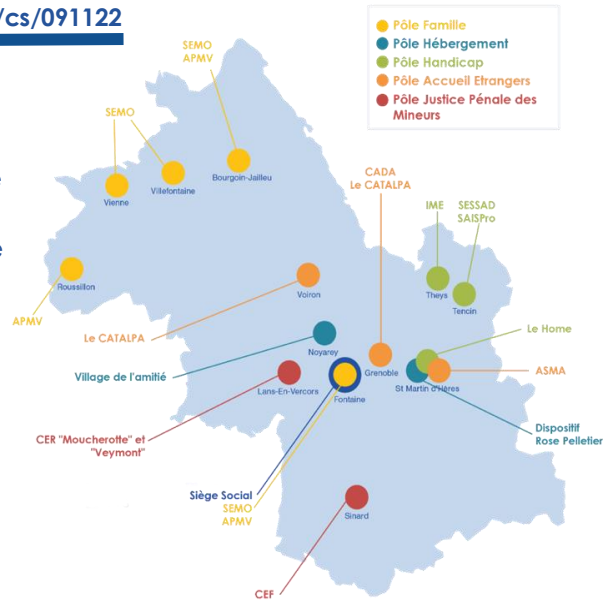 /cs/091122
Pôle Famille
Pôle Hébergement
Pôle Handicap
Pôle Accueil Etrangers
Pôle Justice Pénale des
Mineurs
SEMO
APMV
SEMO
Bourgoin-Jailleu
Villefontaine
Vienne
CADA
Le CATALPA
IME
SESSAD
SAISPro
e
e
Roussillon
APMV
Voiron
Theys
Tencin
Le CATALPA
Noyarey
Le Home
Village de l'amitié
Lans-En-Vercors
Fontaine
Grenoble
St Martin d'Hères
ASMA
CER "Moucherotte" et
"Veymont"
Dispositif
Rose Pelletier
Siège Social
SEMO
APMV
Sinard
CEF